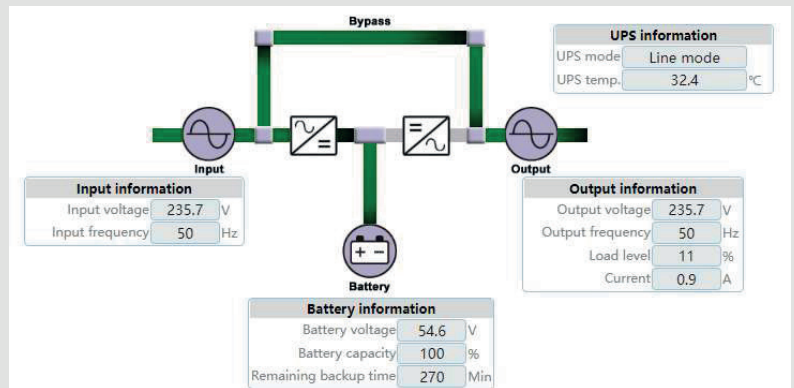 Bypass
UPS information
UPS mode Line mode
UPS temp. 32.4 ℃
Input
Output
Input information
Input voltage 235.7 V
Input frequency 50 Hz
Output information
Output voltage 235.7 V
Output frequency 50 Hz
Load level 11 %
Current 0.9 A
Battery
Battery information
Battery voltage 54.6 V
Battery capacity 100 %
Remaining backup time 270 Min